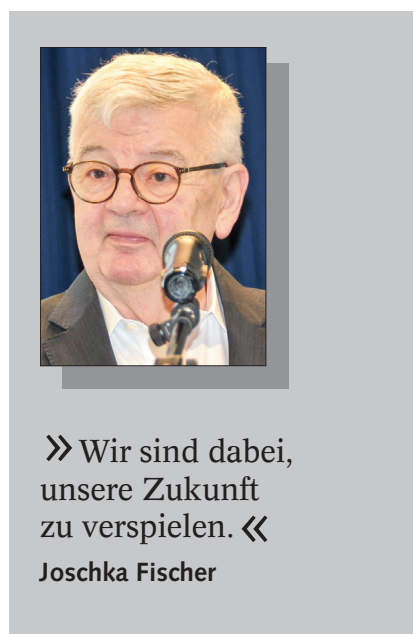 » Wir sind dabei,
unsere Zukunft
zu verspielen. «
Joschka Fischer